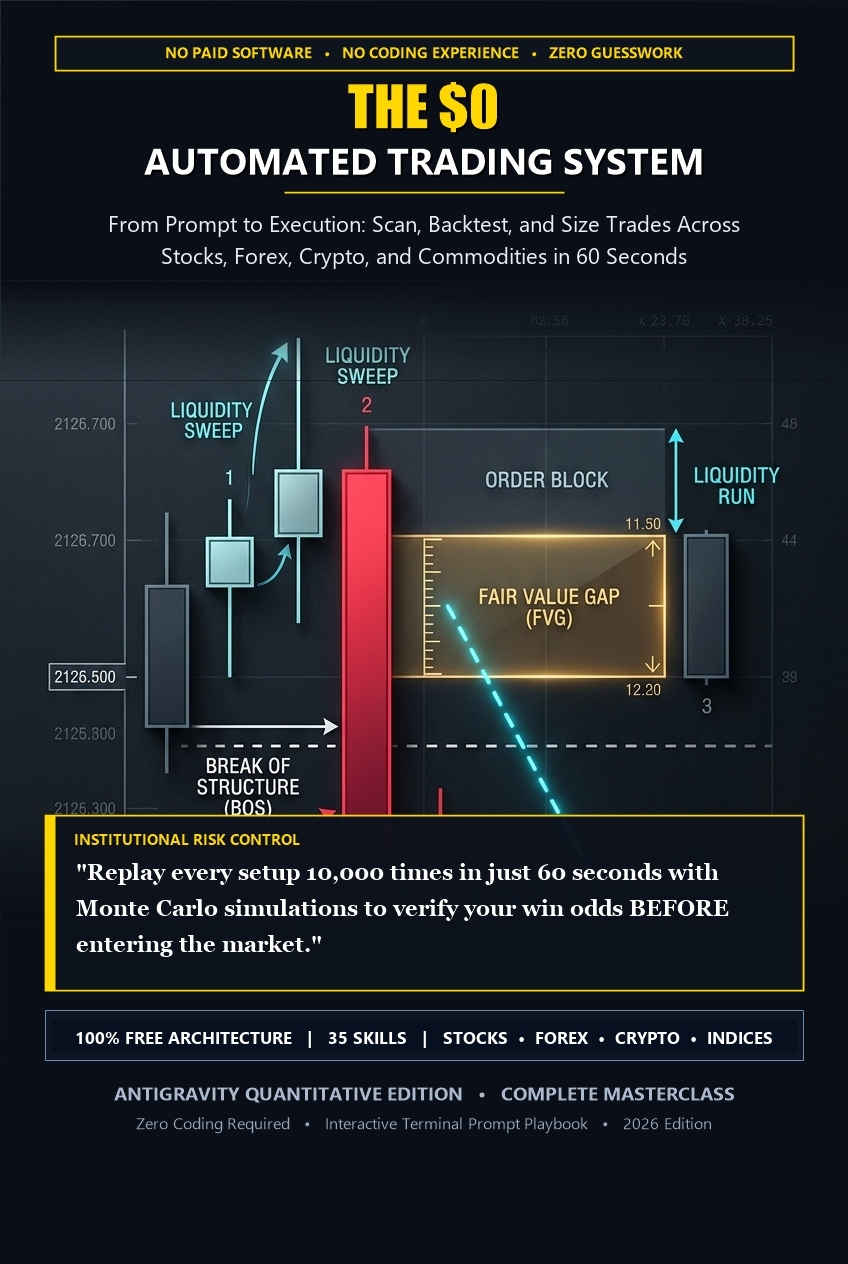 NO PAID SOFTWARE • NO CODING EXPERIENCE • ZERO GUESSWORK
THE $0
AUTOMATED TRADING SYSTEM
From Prompt to Execution: Scan, Backtest, and Size Trades Across
Stocks, Forex, Crypto, and Commodities in 60 Seconds
0 X-23.70 X-30.25
LIQUIDITY
SWEEP
2
LIQUIDITY
SWEEP
1
2126.700
46
ORDER BLOCK
LIQUIDITY
RUN
11.50
2126.700
44
FAIR VALUE GAP
(FVG)
2126.500
39
12.20
3
2125.300
BREAK OF
STRUCTURE
(BOS)
2126.300
INSTITUTIONAL RISK CONTROL
"Replay every setup 10,000 times in just 60 seconds with
Monte Carlo simulations to verify your win odds BEFORE
entering the market."
100% FREE ARCHITECTURE | 35 SKILLS | STOCKS • FOREX • CRYPTO • INDICES
ANTIGRAVITY QUANTITATIVE EDITION • COMPLETE MASTERCLASS
Zero Coding Required • Interactive Terminal Prompt Playbook • 2026 Edition